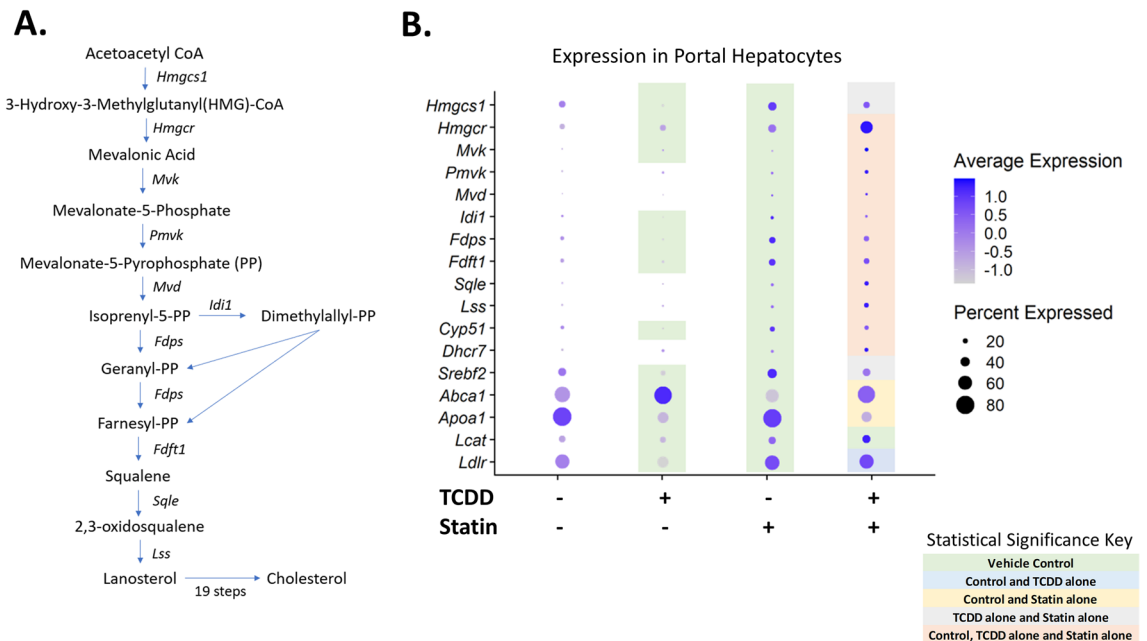 A.
Acetoacetyl CoA
Hmgcs1
3-Hydroxy-3-Methylglutanyl(HMG)-CoA
Hmgcr
Mevalonic Acid
Mvk
Mevalonate-5-Phosphate
Pmvk
Mevalonate-5-Pyrophosphate (PP)
Mvd
Isoprenyl-5-PP
Idi1
Dimethylallyl-PP
Fdps
Geranyl-PP
Fdps
Farnesyl-PP
Fdft1
Squalene
Sqle
2,3-oxidosqualene
Lss
Lanosterol
19 steps
Cholesterol
B.
Expression in Portal Hepatocytes
Hmgcs1
Hmgcr
Mvk
Pmvk
Mvd
Idi1
Fdps
Fdft1
Sqle
Lss
Cyp51
Dhcr7
Srebf2
Abca1
Apoa1
Lcat
Ldlr
TCDD - + - +
Statin - - + +
Average Expression
1.0
0.5
0.0
-0.5
-1.0
Percent Expressed
20
40
60
80
Statistical Significance Key
Vehicle Control
Control and TCDD alone
Control and Statin alone
TCDD alone and Statin alone
Control, TCDD alone and Statin alone